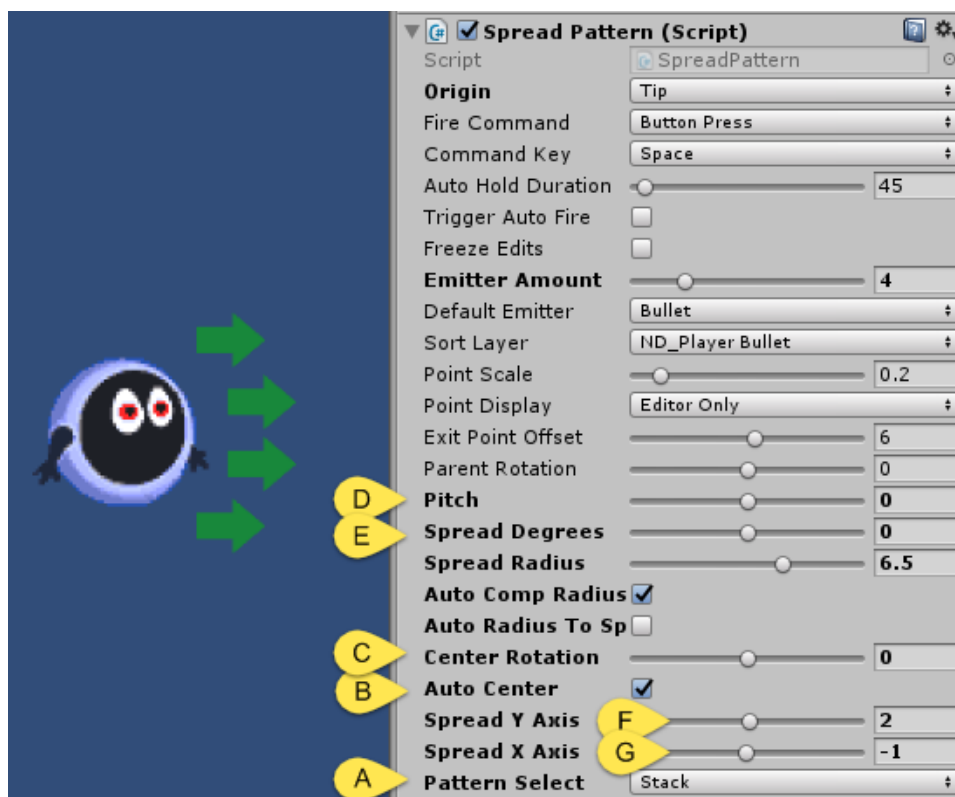 Spread Pattern (Script)
Script SpreadPattern
Origin Tip
Fire Command Button Press
Command Key Space
Auto Hold Duration 45
Trigger Auto Fire
Freeze Edits
Emitter Amount 4
Default Emitter Bullet
Sort Layer ND_Player Bullet
Point Scale 0.2
Point Display Editor Only
Exit Point Offset 6
Parent Rotation 0
D Pitch 0
E Spread Degrees 0
Spread Radius 6.5
Auto Comp Radius
Auto Radius To Sp
C Center Rotation 0
B Auto Center
Spread Y Axis F 2
Spread X Axis G -1
A Pattern Select Stack